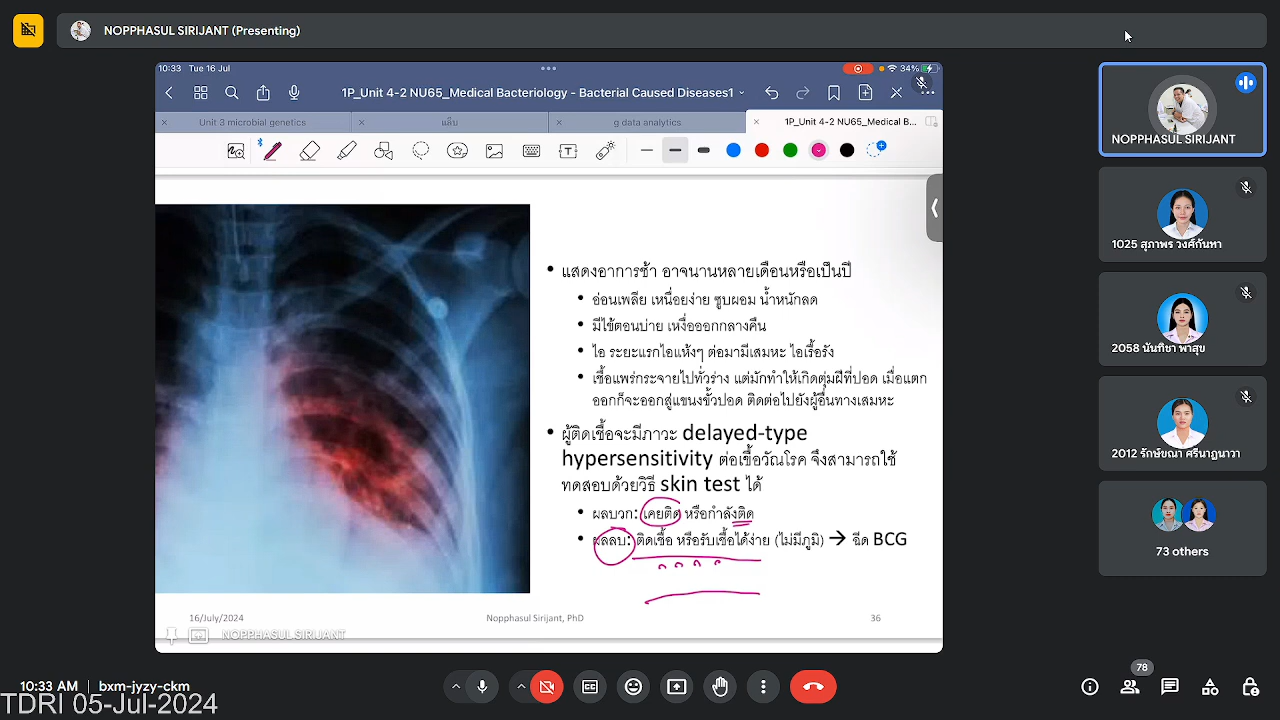 NOPPHASUL SIRIJANT (Presenting)
10:33 Tue 16 Jul
34%
1P_Unit 4-2 NU65_Medical Bacteriology - Bacterial Caused Diseases1
Unit 3 microbial genetics
แล็บ
g data analytics
1P_Unit 4-2 NU65_Medical B...
NOPPHASUL SIRIJANT
1025 สุภาพร วงศ์กันทา
2058 นันทิชา พาสุข
2012 รักษ์ขณา ศรีนาถนาวา
73 others
• แสดงอาการช้า อาจนานหลายเดือนหรือเป็นปี
• อ่อนเพลีย เหนื่อยง่าย ซูบผอม น้ำหนักลด
• มีไข้ตอนบ่าย เหงื่อออกกลางคืน
• ไอ ระยะแรกไอแห้งๆ ต่อมามีเสมหะ ไอเรื้อรัง
• เชื้อแพร่กระจายไปทั่วร่าง แต่มักทำให้เกิดตุ่มฝีที่ปอด เมื่อแตก
ออกก็จะออกสู่แขนงขั้วปอด ติดต่อไปยังผู้อื่นทางเสมหะ
• ผู้ติดเชื้อจะมีภาวะ delayed-type
hypersensitivity ต่อเชื้อวัณโรค จึงสามารถใช้
ทดสอบด้วยวิธี skin test ได้
• ผลบวก: เคยติด หรือกำลังติด
• ผลลบ: ติดเชื้อ หรือรับเชื้อได้ง่าย (ไม่มีภูมิ) → ฉีด BCG
16/July/2024
Nopphasul Sirijant, PhD
36
NOPPHASUL SIRIJANT
10:33 AM | bxm-jyzy-ckm
78
TDRI 05-Jul-2024